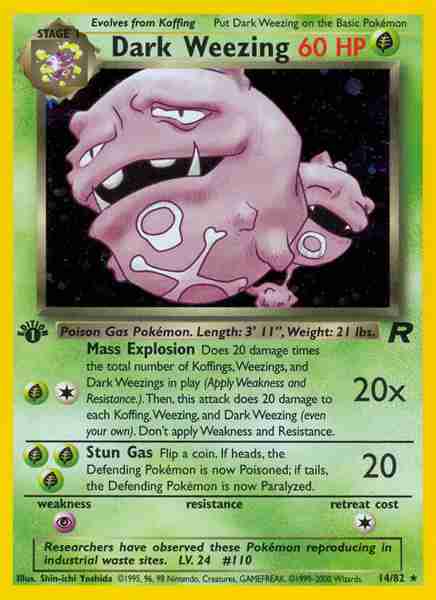 Evolves from Koffing Put Dark Weezing on the Basic Pokémon
STAGE 1
Dark Weezing 60 HP
EDITION
1
Poison Gas Pokémon. Length: 3' 11", Weight: 21 lbs.
R
Mass Explosion Does 20 damage times
the total number of Koffings, Weezings, and
Dark Weezings in play (Apply Weakness and
Resistance.) Then, this attack does 20 damage to
each Koffing, Weezing, and Dark Weezing (even
your own). Don't apply Weakness and Resistance.
20x
Stun Gas Flip a coin. If heads, the
Defending Pokémon is now Poisoned; if tails,
the Defending Pokémon is now Paralyzed.
20
weakness resistance retreat cost
Researchers have observed these Pokémon reproducing in
industrial waste sites. LV. 24 #110
Illus. Shin-ichi Yoshida ©1995, 96, 98 Nintendo, Creatures, GAMEFREAK. ©1999-2000 Wizards. 14/82 ★